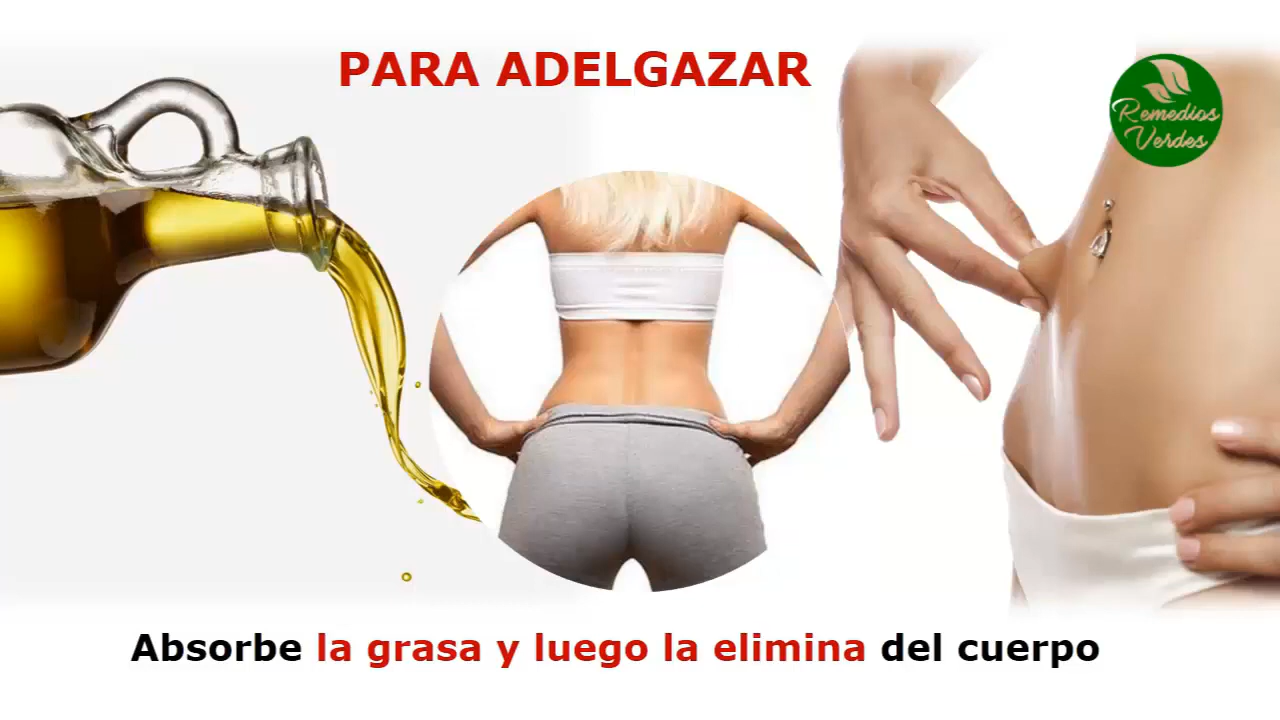 PARA ADELGAZAR
Remedios
Verdes
Absorbe la grasa y luego la elimina del cuerpo